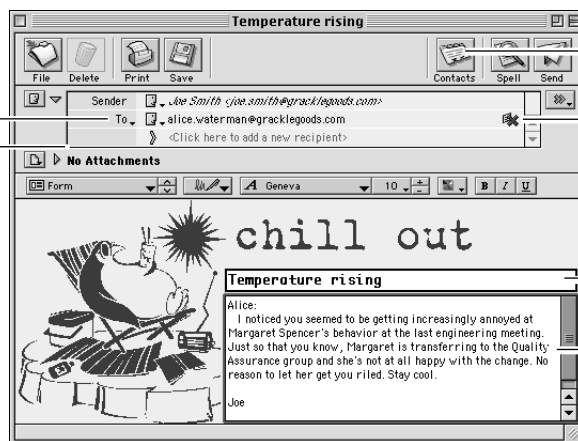 Temperature rising
File Delete Print Save Contacts Spell Send
Sender Joe Smith <joe.smith@gracklegoods.com>
To alice.waterman@gracklegoods.com
<Click here to add a new recipient>
No Attachments
Form A Geneva 10 B I U
chill out
Temperature rising
Alice:
I noticed you seemed to be getting increasingly annoyed at
Margaret Spencer's behavior at the last engineering meeting.
Just so that you know, Margaret is transferring to the Quality
Assurance group and she's not at all happy with the change. No
reason to let her get you riled. Stay cool.
Joe